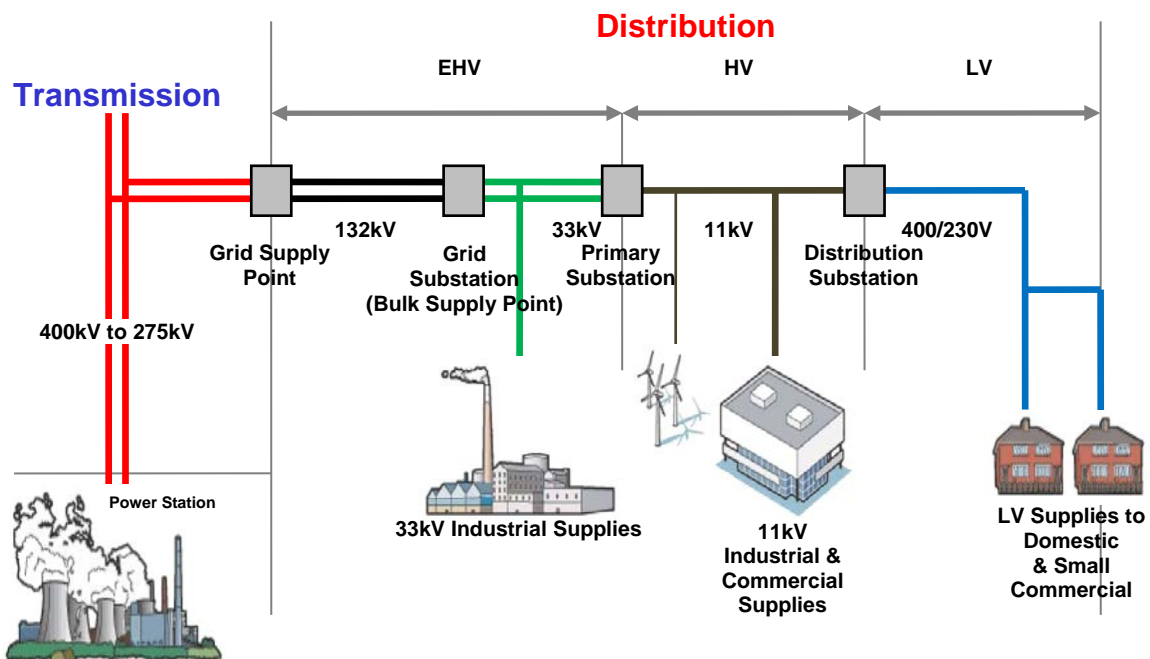 Distribution
EHV
HV
LV
Transmission
132kV
33kV
11kV
400/230V
Grid Supply
Point
Grid
Substation
(Bulk Supply Point)
Primary
Substation
Distribution
Substation
400kV to 275kV
Power Station
33kV Industrial Supplies
11kV
Industrial &
Commercial
Supplies
LV Supplies to
Domestic
& Small
Commercial